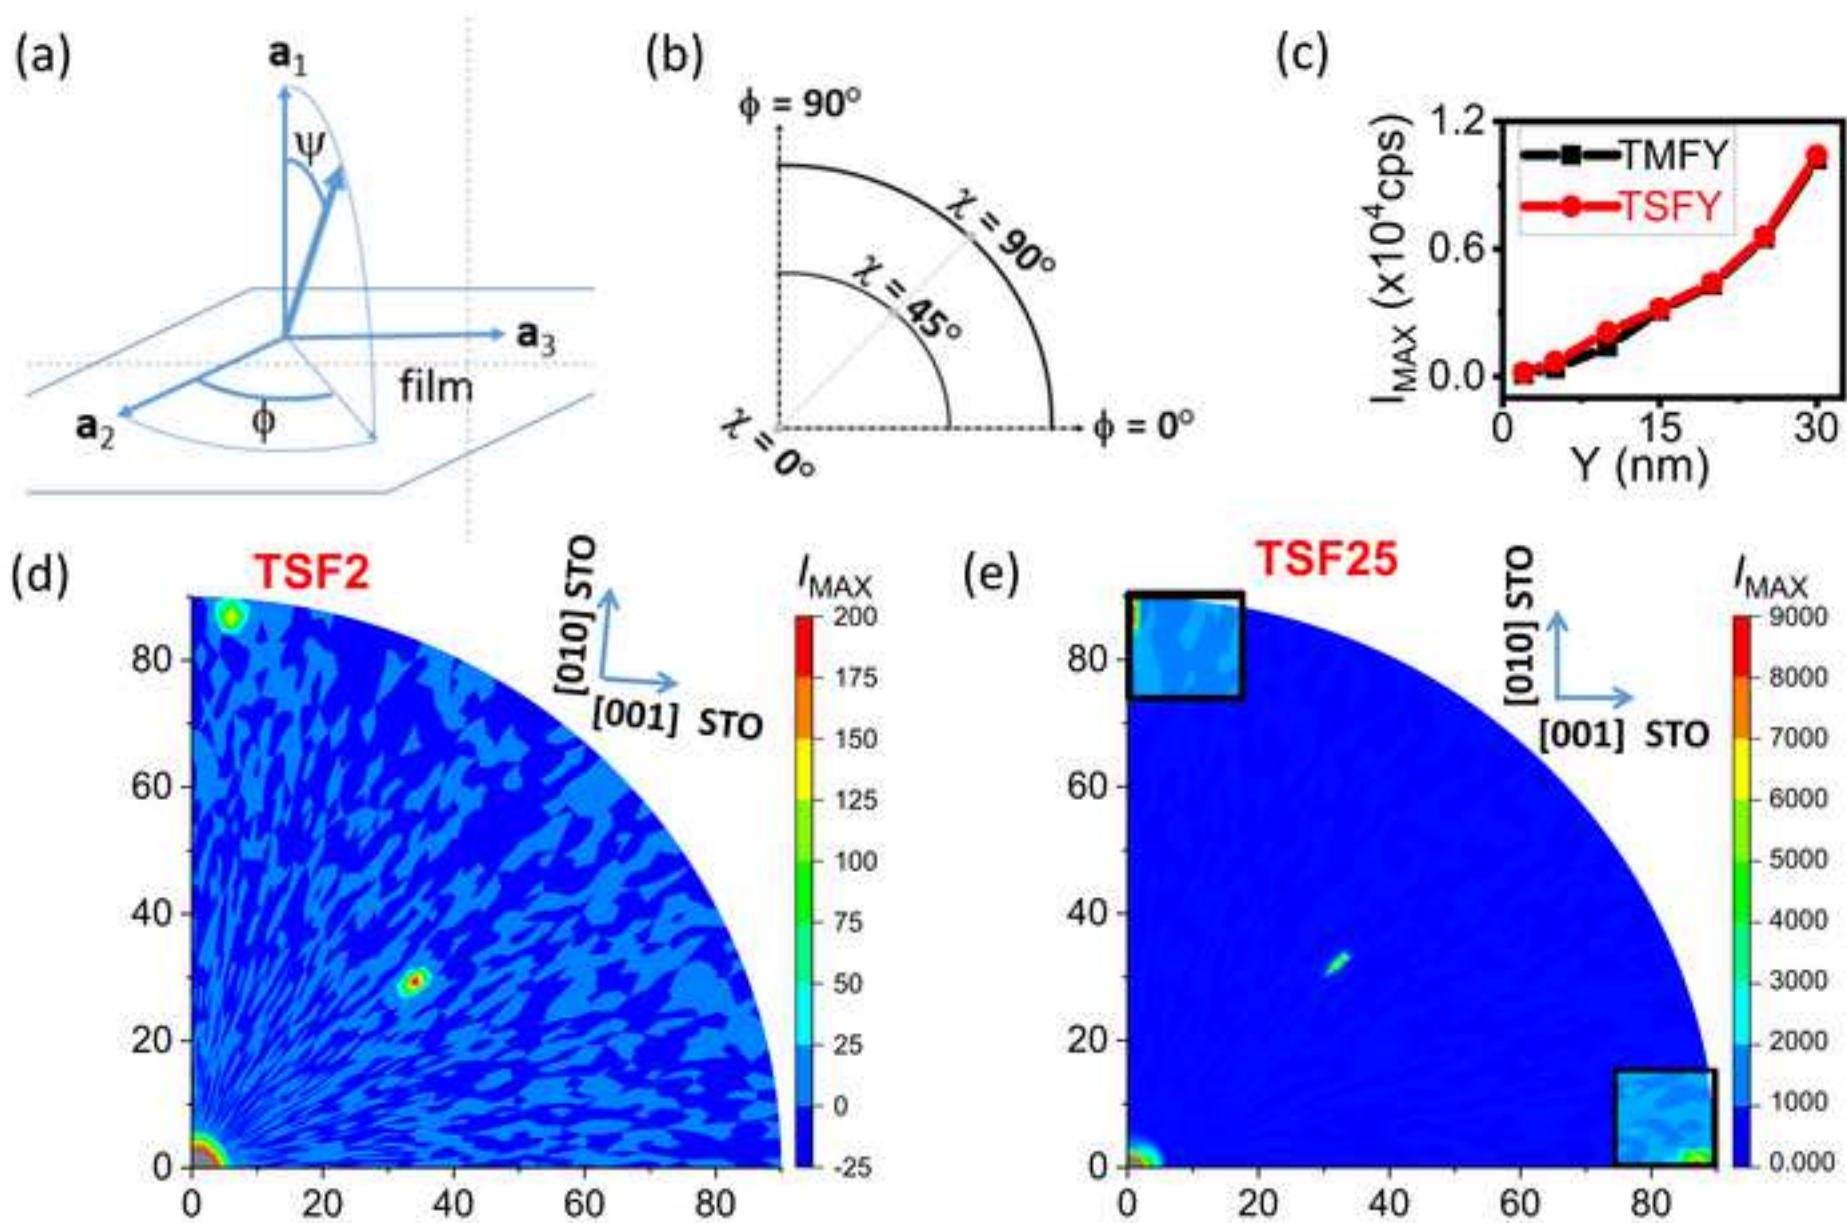 (a)
a₁
ψ
a₃
film
a₂
ϕ
(b)
ϕ = 90°
χ = 90°
χ = 45°
χ = 0°
ϕ = 0°
(c)
I_MAX (x10⁴cps)
1.2
0.6
0.0
TMFY
TSFY
0 15 30
Y (nm)
(d)
TSF2
[010] STO
[001] STO
I_MAX
200
175
150
125
100
75
50
25
0
-25
80
60
40
20
0
0 20 40 60 80
(e)
TSF25
[010] STO
[001] STO
I_MAX
9000
8000
7000
6000
5000
4000
3000
2000
1000
0.000
80
60
40
20
0
0 20 40 60 80